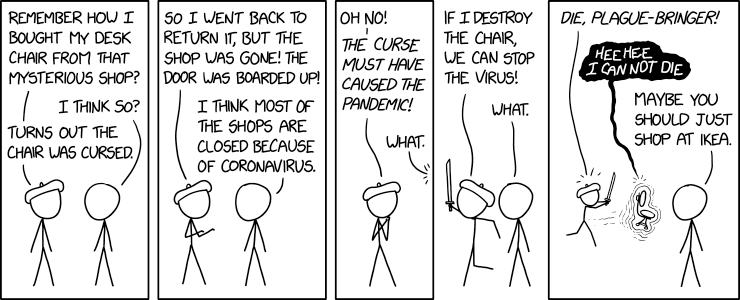 REMEMBER HOW I
BOUGHT MY DESK
CHAIR FROM THAT
MYSTERIOUS SHOP?
I THINK SO?
TURNS OUT THE
CHAIR WAS CURSED.
SO I WENT BACK TO
RETURN IT, BUT THE
SHOP WAS GONE! THE
DOOR WAS BOARDED UP!
I THINK MOST OF
THE SHOPS ARE
CLOSED BECAUSE
OF CORONAVIRUS.
OH NO!
THE CURSE
MUST HAVE
CAUSED THE
PANDEMIC!
WHAT.
IF I DESTROY
THE CHAIR,
WE CAN STOP
THE VIRUS!
WHAT.
DIE, PLAGUE-BRINGER!
HEE HEE
I CAN NOT DIE
MAYBE YOU
SHOULD JUST
SHOP AT IKEA.